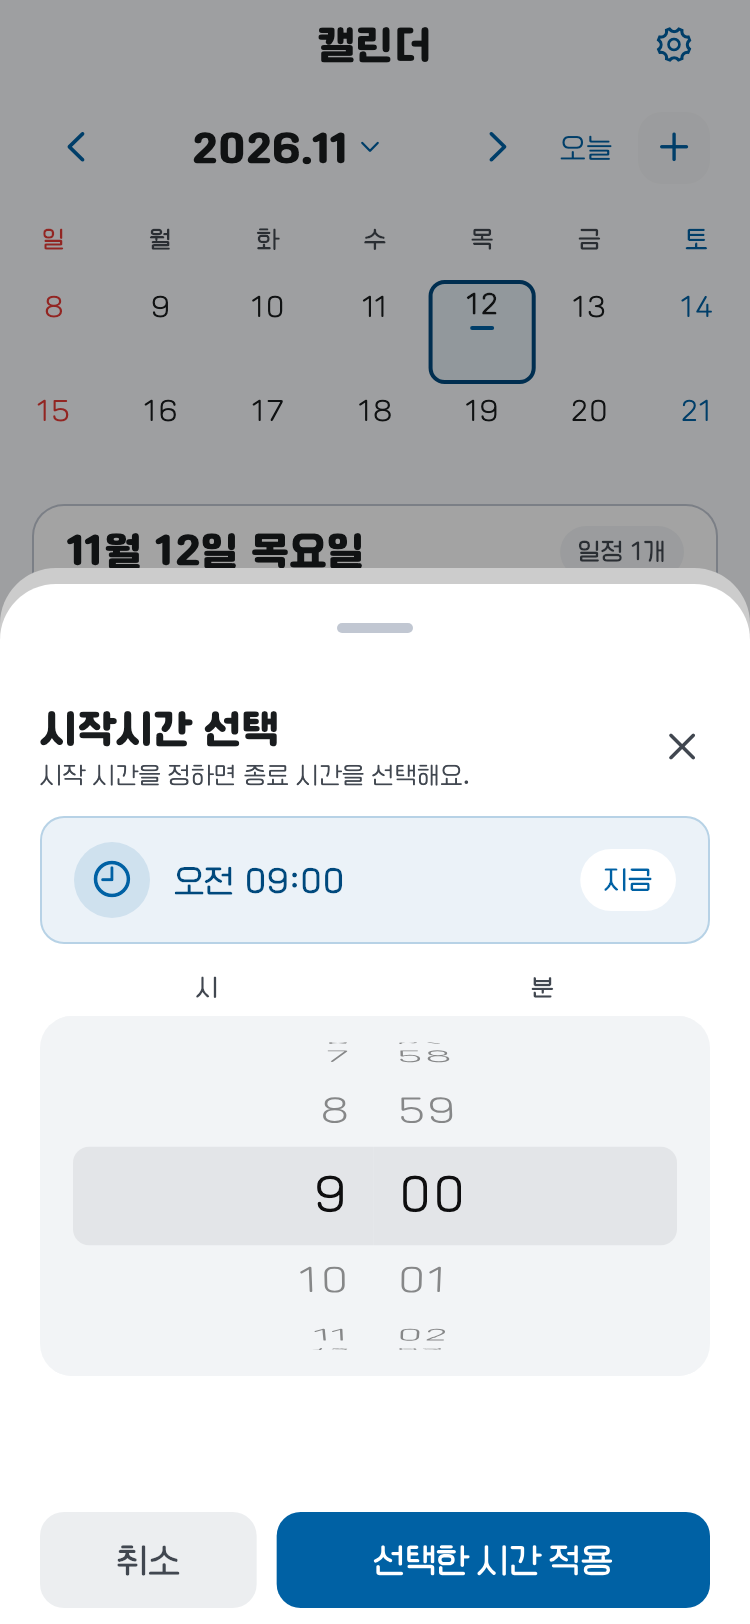 캘린더
2026.11 오늘
일 월 화 수 목 금 토
8 9 10 11 12 13 14
15 16 17 18 19 20 21
11월 12일 목요일 일정 1개
시작시간 선택
시작 시간을 정하면 종료 시간을 선택해요.
오전 09:00 지금
시 분
7 58
8 59
9 00
10 01
11 02
취소 선택한 시간 적용